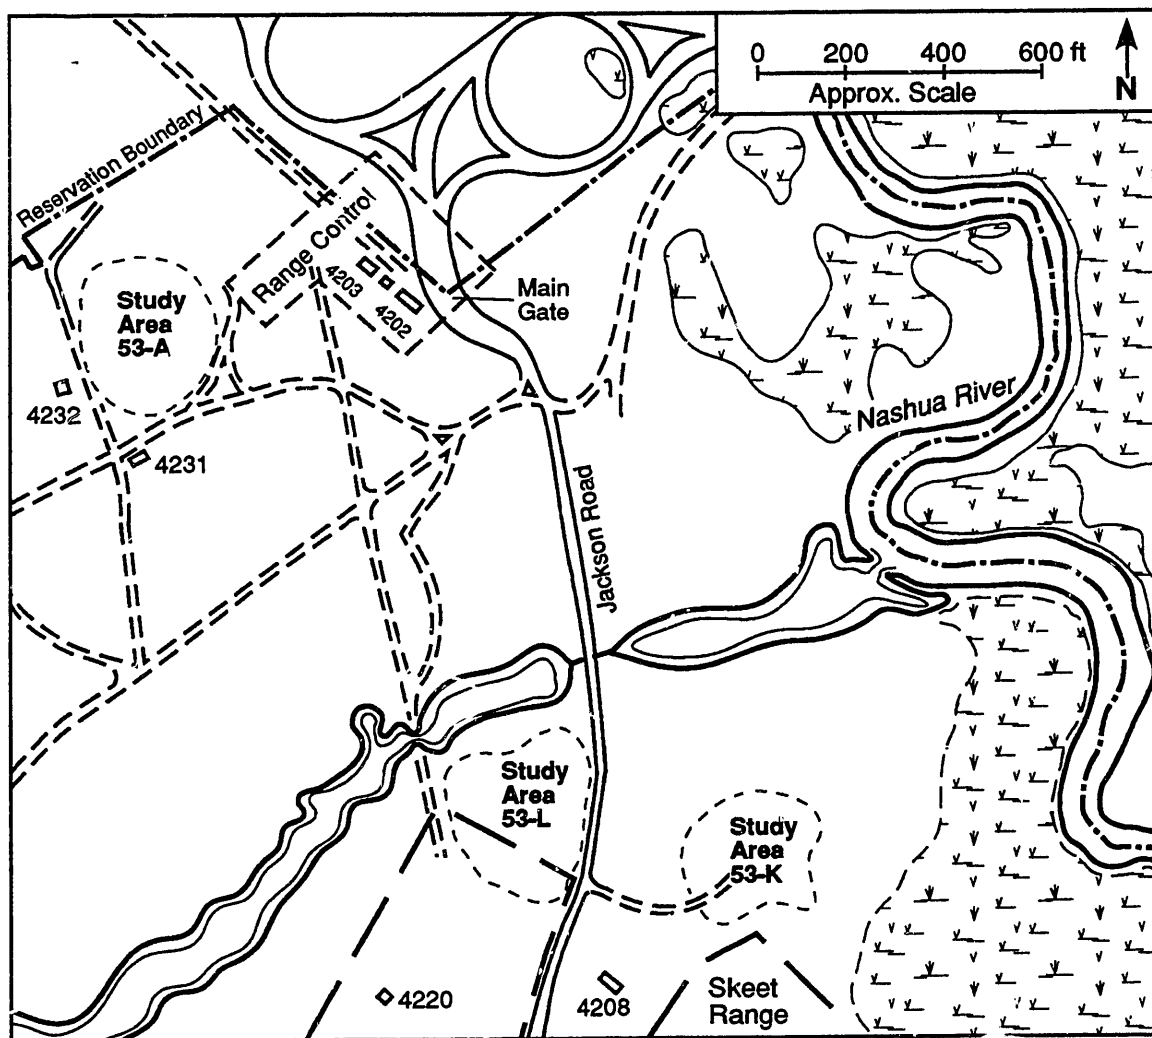 0 200 400 600 ft
Approx. Scale
N
Reservation Boundary
Range Control
4203
4202
Main
Gate
Study
Area
53-A
4232
4231
Nashua River
Jackson Road
Study
Area
53-L
Study
Area
53-K
4220
4208
Skeet
Range